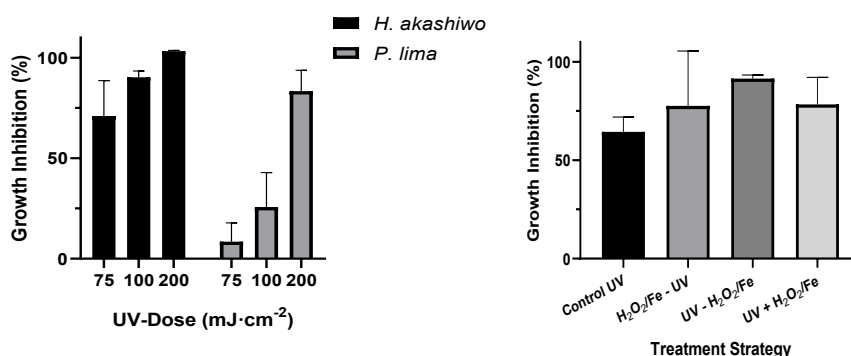 H. akashiwo
P. lima
Growth Inhibition (%)
100
50
0
75 100 200 75 100 200
UV-Dose (mJ·cm⁻²)
Growth Inhibition (%)
100
50
0
Control UV
H₂O₂/Fe - UV
UV - H₂O₂/Fe
UV + H₂O₂/Fe
Treatment Strategy